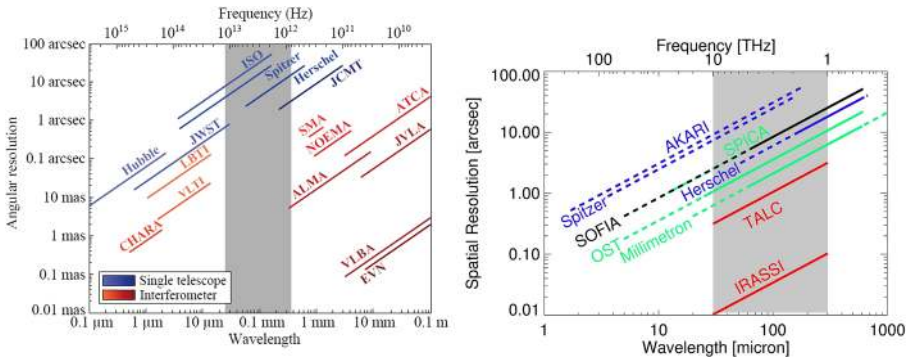 Frequency (Hz)
10^15 10^14 10^13 10^12 10^11 10^10
100 arcsec
10 arcsec
1 arcsec
0.1 arcsec
10 mas
1 mas
0.1 mas
0.01 mas
Angular resolution
ISO
Spitzer
Herschel
JCMT
Hubble
JWST
LBTI
VLTI
CHARA
SMA
NOEMA
ATCA
JVLA
ALMA
VLBA
EVN
Single telescope
Interferometer
0.1 µm 1 µm 10 µm 0.1 mm 1 mm 10 mm 0.1 m
Wavelength
Frequency [THz]
100 10 1
100.00
10.00
1.00
0.10
0.01
Spatial Resolution [arcsec]
AKARI
Spitzer
SPICA
SOFIA
Herschel
OST
Millimetron
TALC
IRASSI
1 10 100 1000
Wavelength [micron]